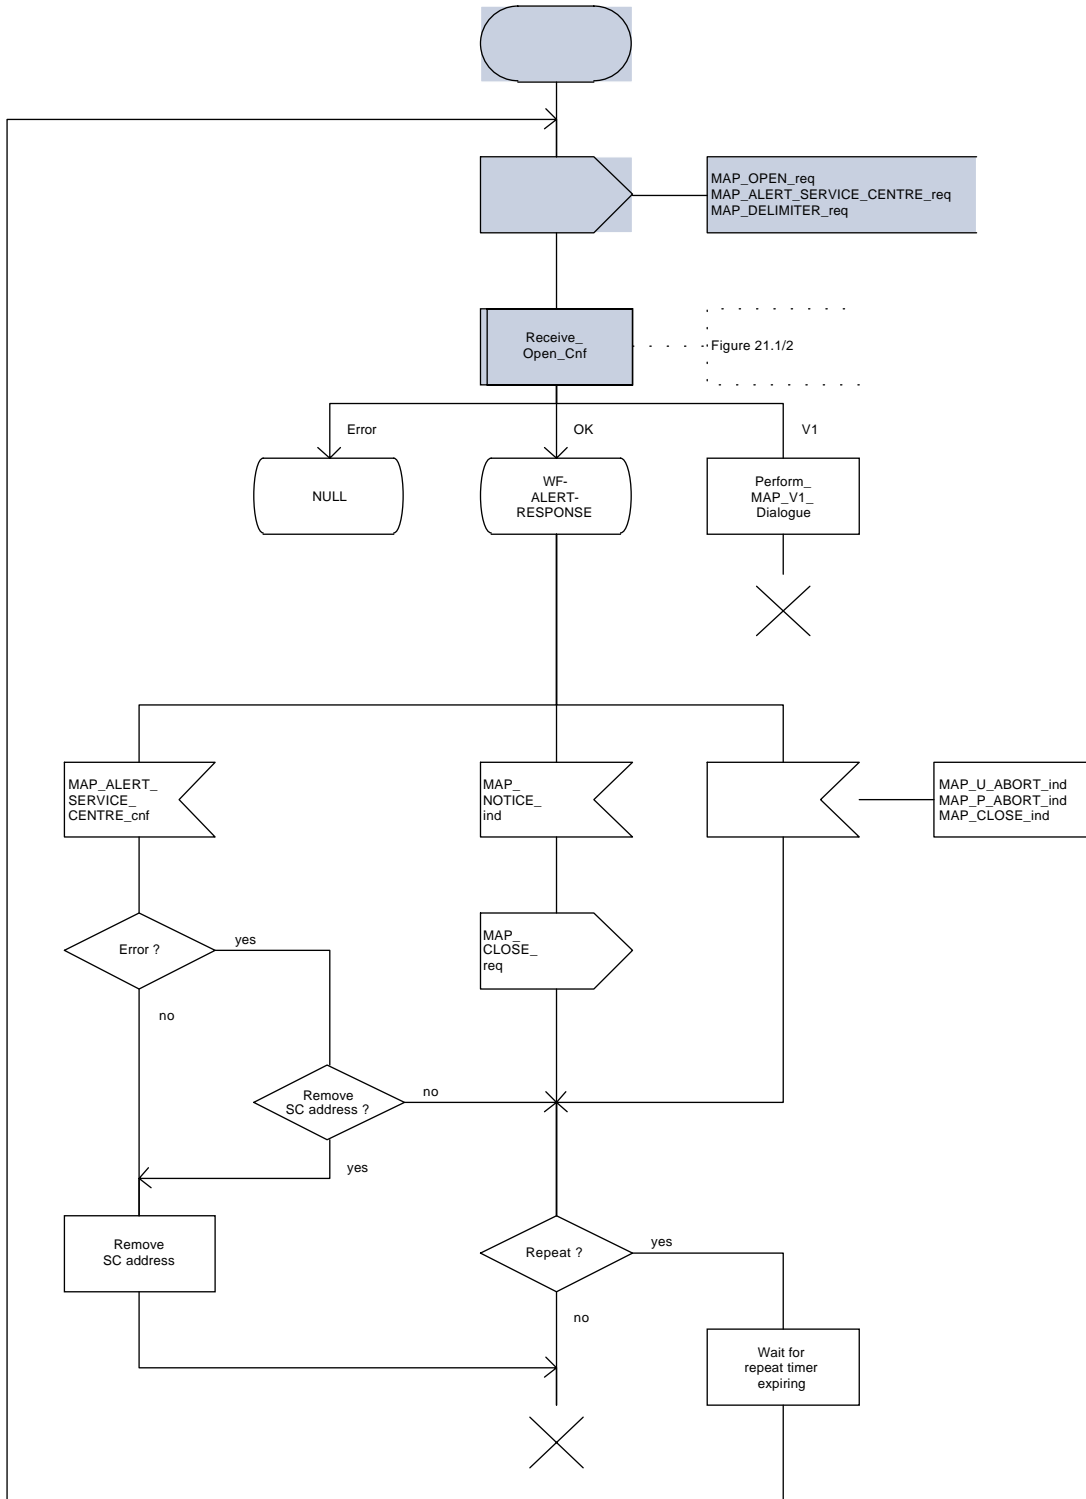 MAP_OPEN_req
MAP_ALERT_SERVICE_CENTRE_req
MAP_DELIMITER_req
Receive_
Open_Cnf
Figure 21.1/2
Error
OK
V1
NULL
WF-
ALERT-
RESPONSE
Perform_
MAP_V1_
Dialogue
MAP_ALERT_
SERVICE_
CENTRE_cnf
MAP_
NOTICE_
ind
MAP_U_ABORT_ind
MAP_P_ABORT_ind
MAP_CLOSE_ind
Error ?
yes
no
MAP_
CLOSE_
req
Remove
SC address ?
no
yes
Remove
SC address
Repeat ?
yes
no
Wait for
repeat timer
expiring